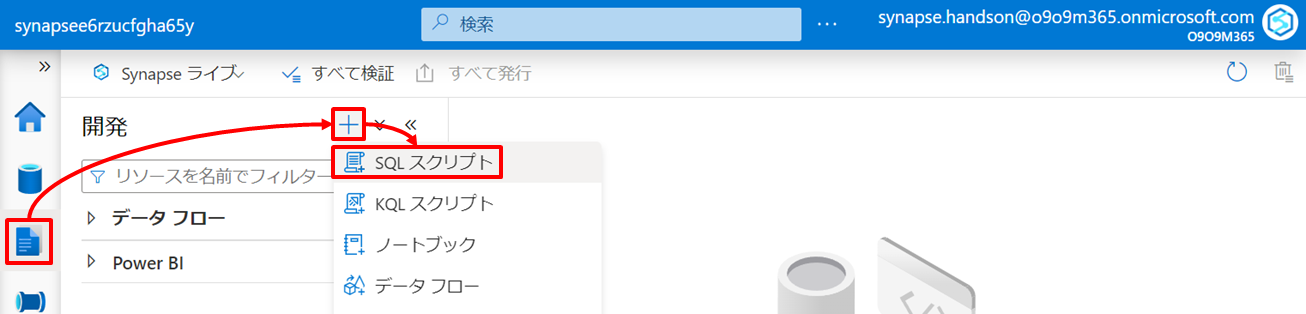 synapsee6rzucfgha65y
検索
synapse.handson@o9o9m365.onmicrosoft.com
O9O9M365
Synapse ライブ
すべて検証
すべて発行
開発
リソースを名前でフィルター
データ フロー
Power BI
SQL スクリプト
KQL スクリプト
ノートブック
データ フロー